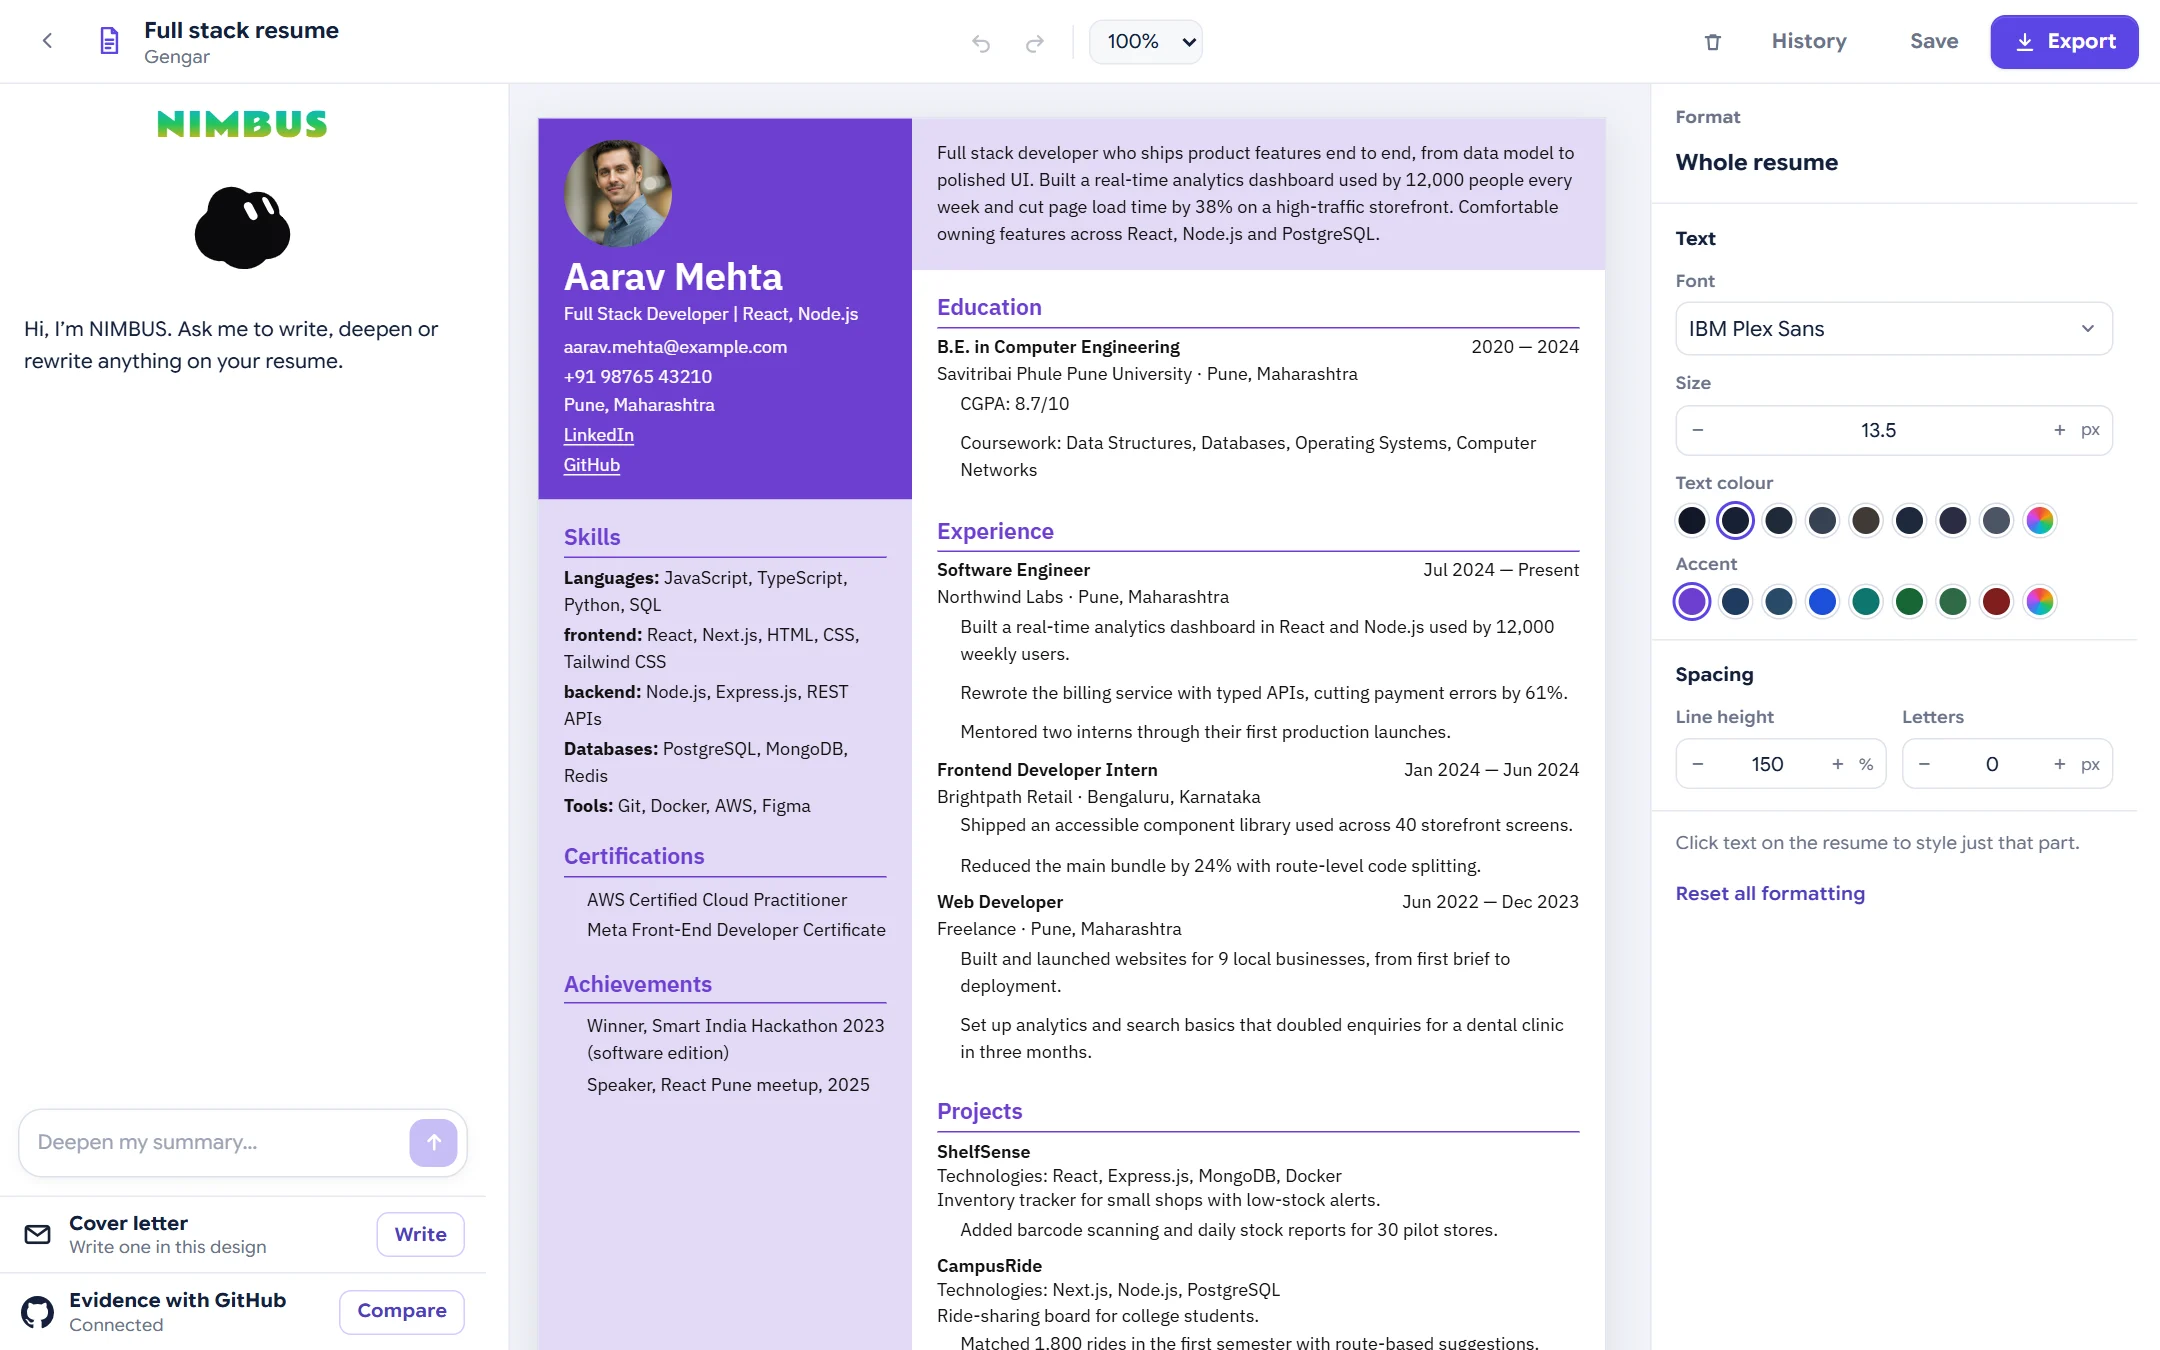 Full stack resume
Gengar
100%
History
Save
Export
NIMBUS
Hi, I’m NIMBUS. Ask me to write, deepen or
rewrite anything on your resume.
Deepen my summary...
Cover letter
Write one in this design
Write
Evidence with GitHub
Connected
Compare
Aarav Mehta
Full Stack Developer | React, Node.js
aarav.mehta@example.com
+91 98765 43210
Pune, Maharashtra
LinkedIn
GitHub
Skills
Languages: JavaScript, TypeScript,
Python, SQL
frontend: React, Next.js, HTML, CSS,
Tailwind CSS
backend: Node.js, Express.js, REST
APIs
Databases: PostgreSQL, MongoDB,
Redis
Tools: Git, Docker, AWS, Figma
Certifications
AWS Certified Cloud Practitioner
Meta Front-End Developer Certificate
Achievements
Winner, Smart India Hackathon 2023
(software edition)
Speaker, React Pune meetup, 2025
Full stack developer who ships product features end to end, from data model to
polished UI. Built a real-time analytics dashboard used by 12,000 people every
week and cut page load time by 38% on a high-traffic storefront. Comfortable
owning features across React, Node.js and PostgreSQL.
Education
B.E. in Computer Engineering 2020 — 2024
Savitribai Phule Pune University · Pune, Maharashtra
CGPA: 8.7/10
Coursework: Data Structures, Databases, Operating Systems, Computer
Networks
Experience
Software Engineer Jul 2024 — Present
Northwind Labs · Pune, Maharashtra
Built a real-time analytics dashboard in React and Node.js used by 12,000
weekly users.
Rewrote the billing service with typed APIs, cutting payment errors by 61%.
Mentored two interns through their first production launches.
Frontend Developer Intern Jan 2024 — Jun 2024
Brightpath Retail · Bengaluru, Karnataka
Shipped an accessible component library used across 40 storefront screens.
Reduced the main bundle by 24% with route-level code splitting.
Web Developer Jun 2022 — Dec 2023
Freelance · Pune, Maharashtra
Built and launched websites for 9 local businesses, from first brief to
deployment.
Set up analytics and search basics that doubled enquiries for a dental clinic
in three months.
Projects
ShelfSense
Technologies: React, Express.js, MongoDB, Docker
Inventory tracker for small shops with low-stock alerts.
Added barcode scanning and daily stock reports for 30 pilot stores.
CampusRide
Technologies: Next.js, Node.js, PostgreSQL
Ride-sharing board for college students.
Matched 1,800 rides in the first semester with route-based suggestions.
Format
Whole resume
Text
Font
IBM Plex Sans
Size
− 13.5 + px
Text colour
Accent
Spacing
Line height Letters
− 150 + % − 0 + px
Click text on the resume to style just that part.
Reset all formatting